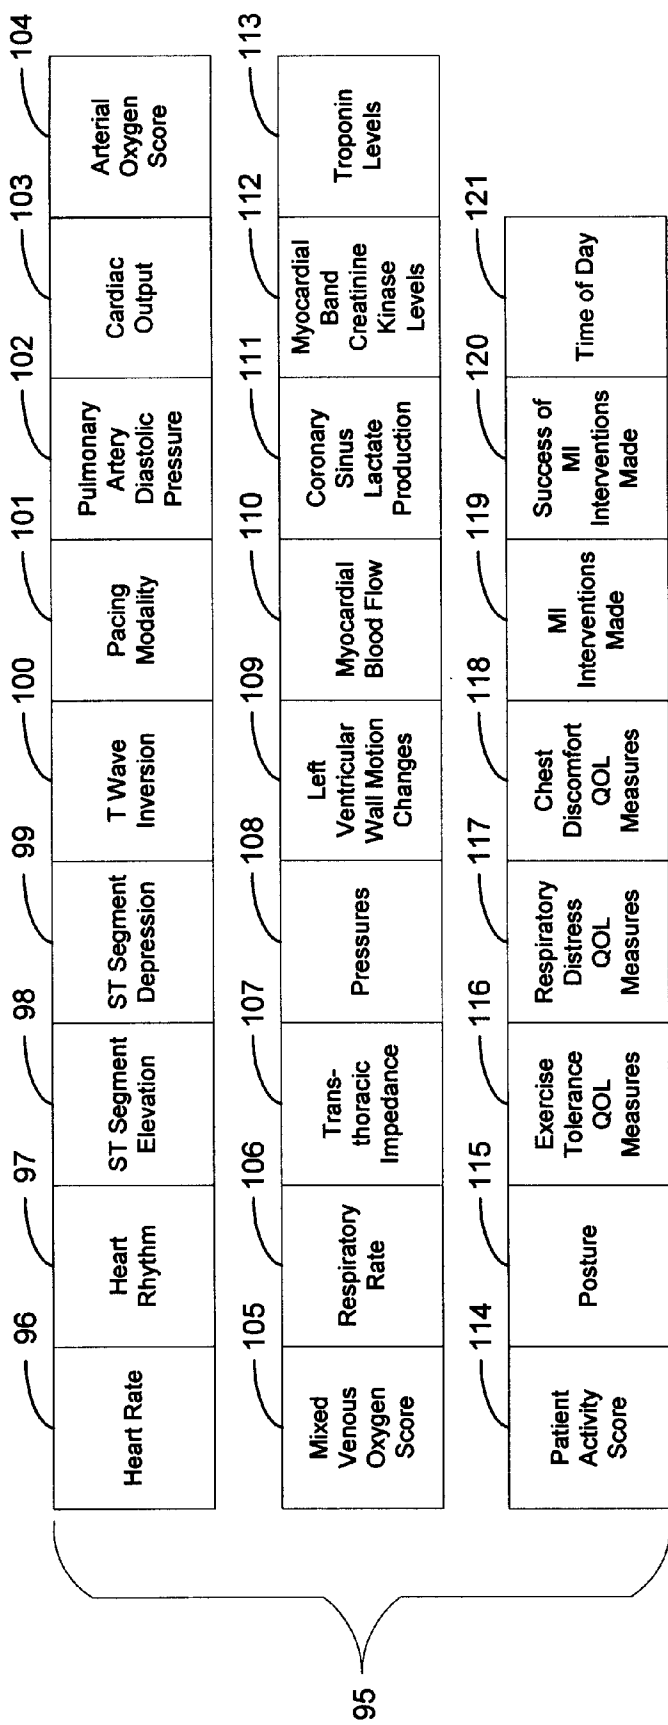 95
96
97
98
99
100
101
102
103
104
Heart Rate
Heart
Rhythm
ST Segment
Elevation
ST Segment
Depression
T Wave
Inversion
Pacing
Modality
Pulmonary
Artery
Diastolic
Pressure
Cardiac
Output
Arterial
Oxygen
Score
105
106
107
108
109
110
111
112
113
Mixed
Venous
Oxygen
Score
Respiratory
Rate
Trans-
thoracic
Impedance
Pressures
Left
Ventricular
Wall Motion
Changes
Myocardial
Blood Flow
Coronary
Sinus
Lactate
Production
Myocardial
Band
Creatinine
Kinase
Levels
Troponin
Levels
114
115
116
117
118
119
120
121
Patient
Activity
Score
Posture
Exercise
Tolerance
QOL
Measures
Respiratory
Distress
QOL
Measures
Chest
Discomfort
QOL
Measures
MI
Interventions
Made
Success of
MI
Interventions
Made
Time of Day